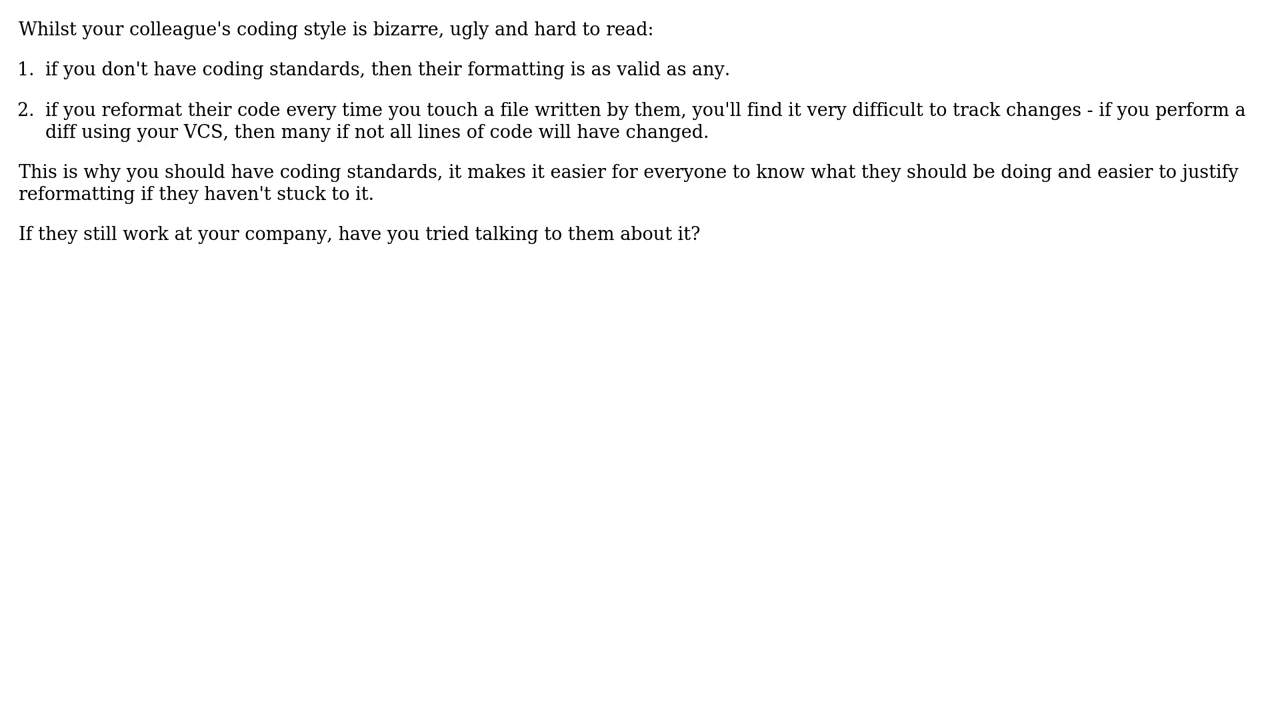 Whilst your colleague's coding style is bizarre, ugly and hard to read:
1. if you don't have coding standards, then their formatting is as valid as any.
2. if you reformat their code every time you touch a file written by them, you'll find it very difficult to track changes - if you perform a
diff using your VCS, then many if not all lines of code will have changed.
This is why you should have coding standards, it makes it easier for everyone to know what they should be doing and easier to justify
reformatting if they haven't stuck to it.
If they still work at your company, have you tried talking to them about it?